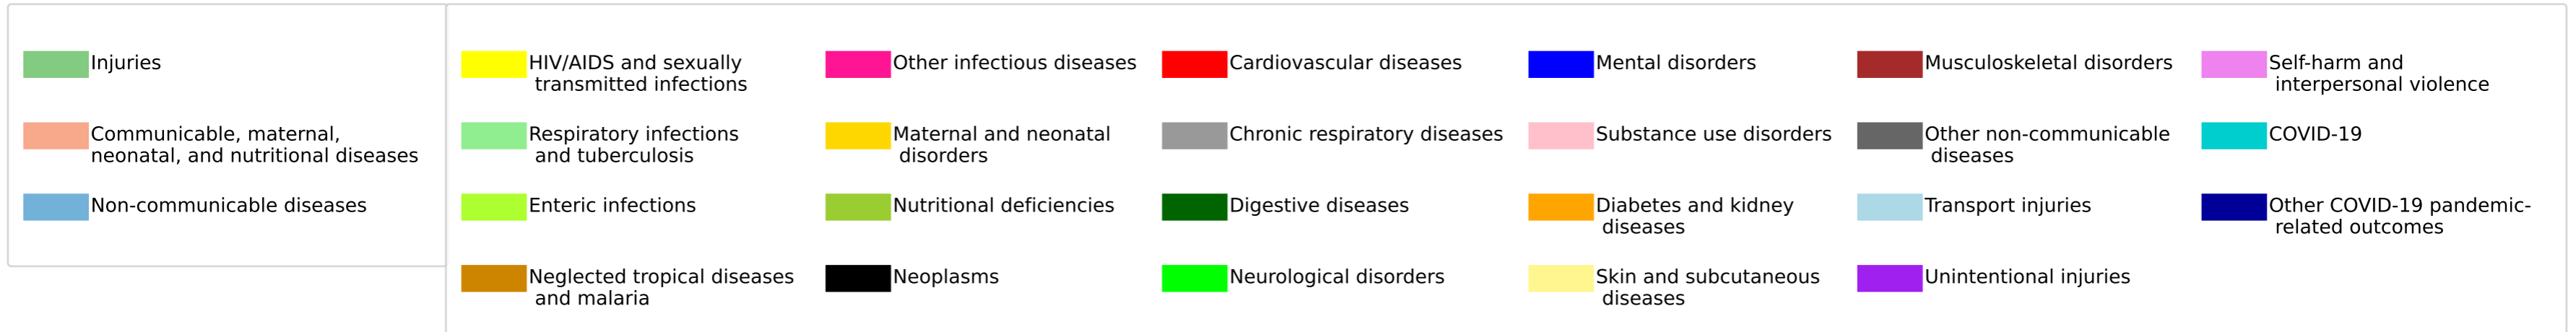 Injuries
Communicable, maternal,
neonatal, and nutritional diseases
Non-communicable diseases
HIV/AIDS and sexually
transmitted infections
Respiratory infections
and tuberculosis
Enteric infections
Neglected tropical diseases
and malaria
Other infectious diseases
Maternal and neonatal
disorders
Nutritional deficiencies
Neoplasms
Cardiovascular diseases
Chronic respiratory diseases
Digestive diseases
Neurological disorders
Mental disorders
Substance use disorders
Diabetes and kidney
diseases
Skin and subcutaneous
diseases
Musculoskeletal disorders
Other non-communicable
diseases
Transport injuries
Unintentional injuries
Self-harm and
interpersonal violence
COVID-19
Other COVID-19 pandemic-
related outcomes